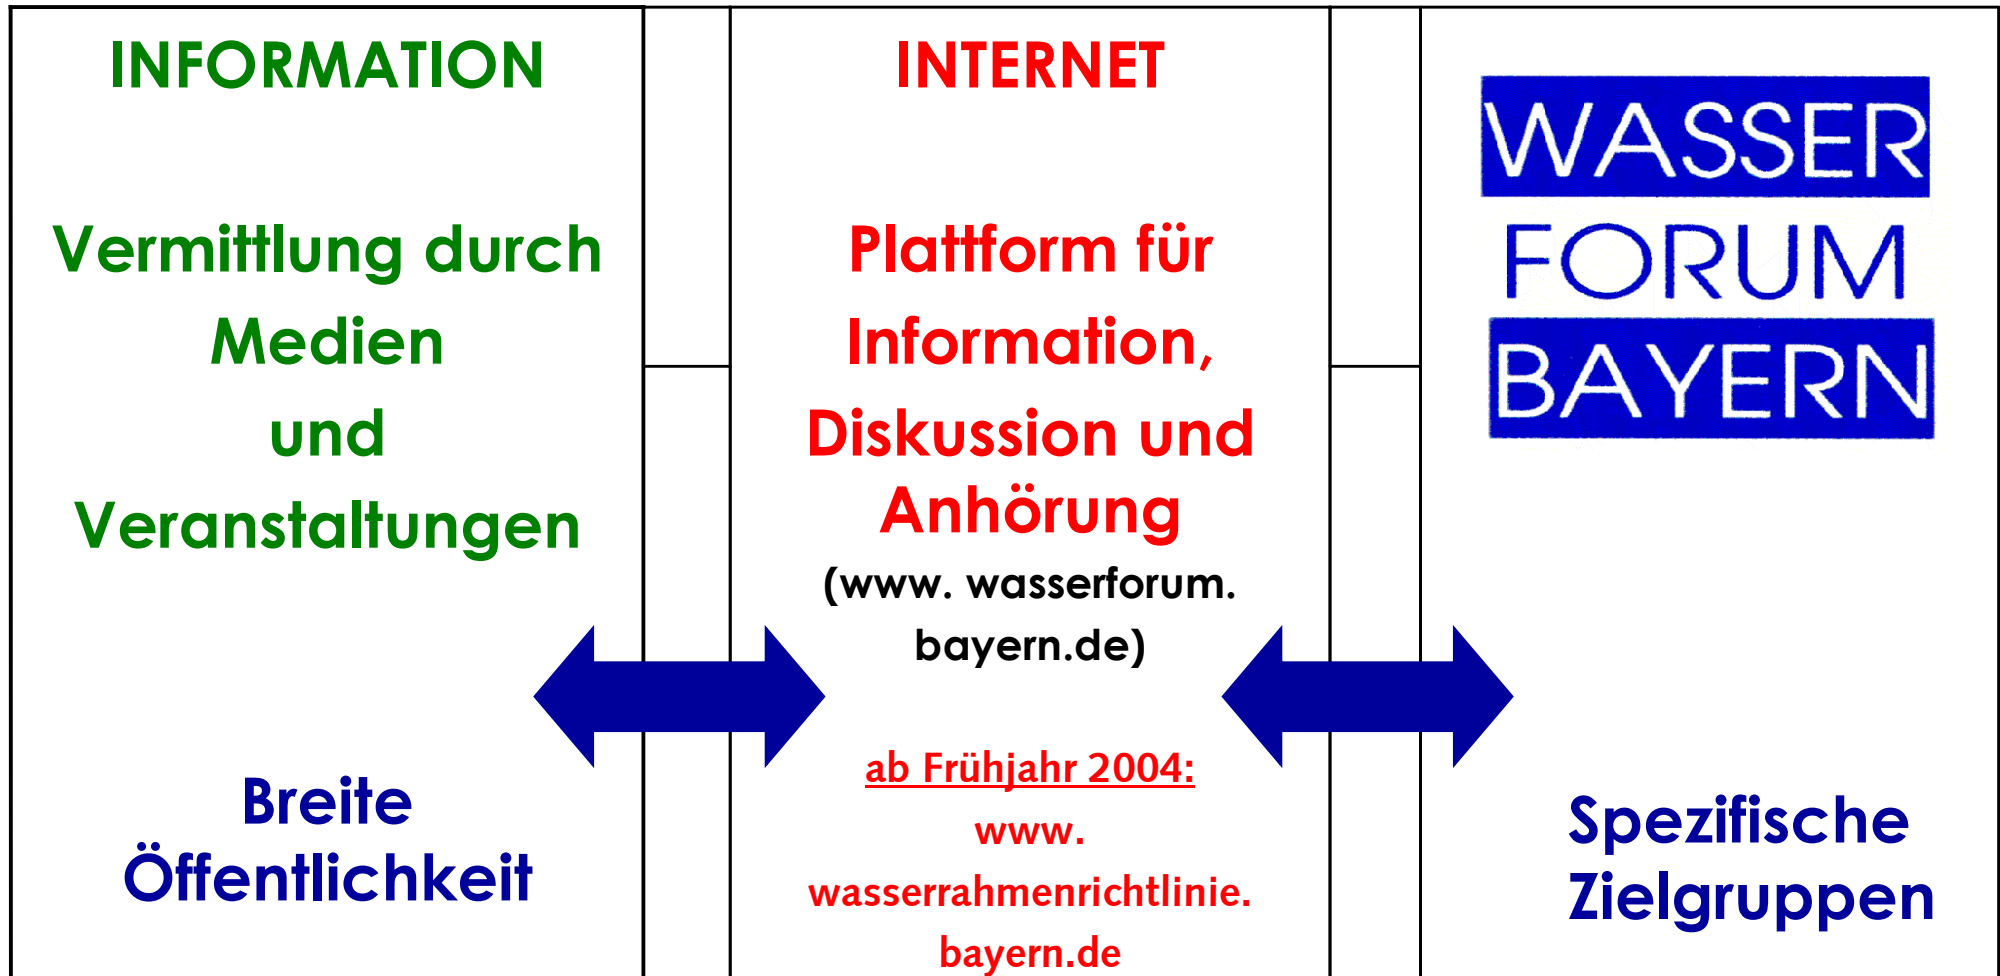 INFORMATION
Vermittlung durch
Medien
und
Veranstaltungen
Breite
Öffentlichkeit
INTERNET
Plattform für
Information,
Diskussion und
Anhörung
(www. wasserforum.
bayern.de)
ab Frühjahr 2004:
www.
wasserrahmenrichtlinie.
bayern.de
WASSER
FORUM
BAYERN
Spezifische
Zielgruppen